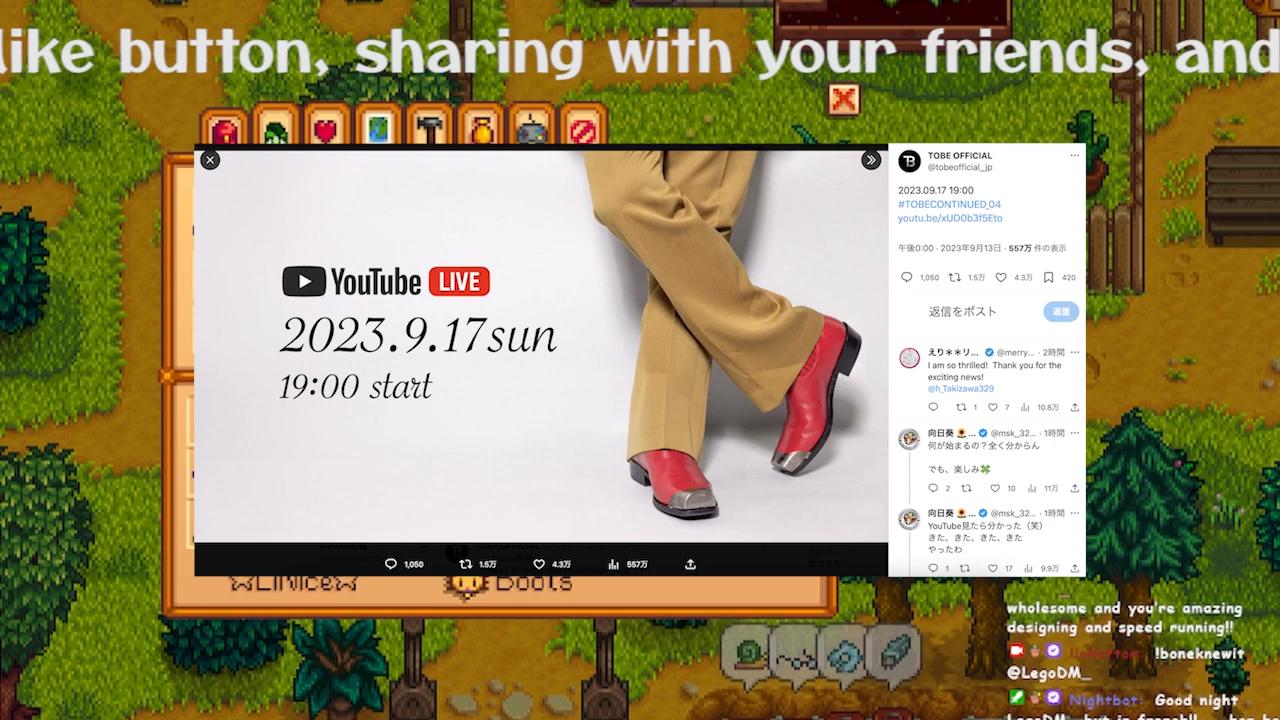 like button, sharing with your friends, and
TOBE OFFICIAL
@tobeofficial_jp
2023.09.17 19:00
#TOBECONTINUED_04
youtu.be/xUD0b3f5Eto
午後0:00 · 2023年9月13日 · 557万 件の表示
1,050 1.5万 4.3万 420
返信をポスト 返信
YouTube LIVE
2023.9.17sun
19:00 start
えり＊＊リ... @merry... · 2時間
I am so thrilled! Thank you for the
exciting news!
@h_Takizawa329
1 7 10.8万
向日葵🌻... @msk_32... · 1時間
何が始まるの？全く分からん
でも、楽しみ🍀
2 10 11万
向日葵🌻... @msk_32... · 1時間
YouTube見たら分かった（笑）
きた、きた、きた、きた
やったわ
1 17 9.9万
1,050 1.5万 4.3万 557万
Boots
wholesome and you're amazing
designing and speed running!!
!boneknewit
@LegoDM_
Nightbot: Good night